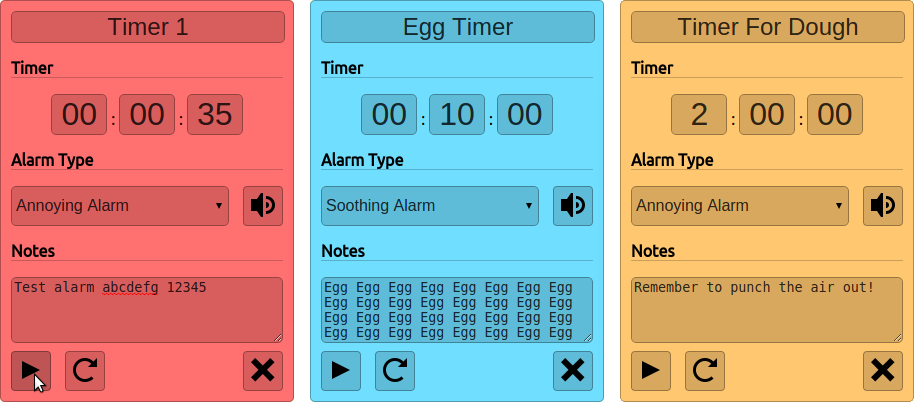 Timer 1
Timer
00 : 00 : 35
Alarm Type
Annoying Alarm
Notes
Test alarm abcdefg 12345
Egg Timer
Timer
00 : 10 : 00
Alarm Type
Soothing Alarm
Notes
Egg Egg Egg Egg Egg Egg Egg Egg
Egg Egg Egg Egg Egg Egg Egg Egg
Egg Egg Egg Egg Egg Egg Egg Egg
Egg Egg Egg Egg Egg Egg Egg Egg
Timer For Dough
Timer
2 : 00 : 00
Alarm Type
Annoying Alarm
Notes
Remember to punch the air out!